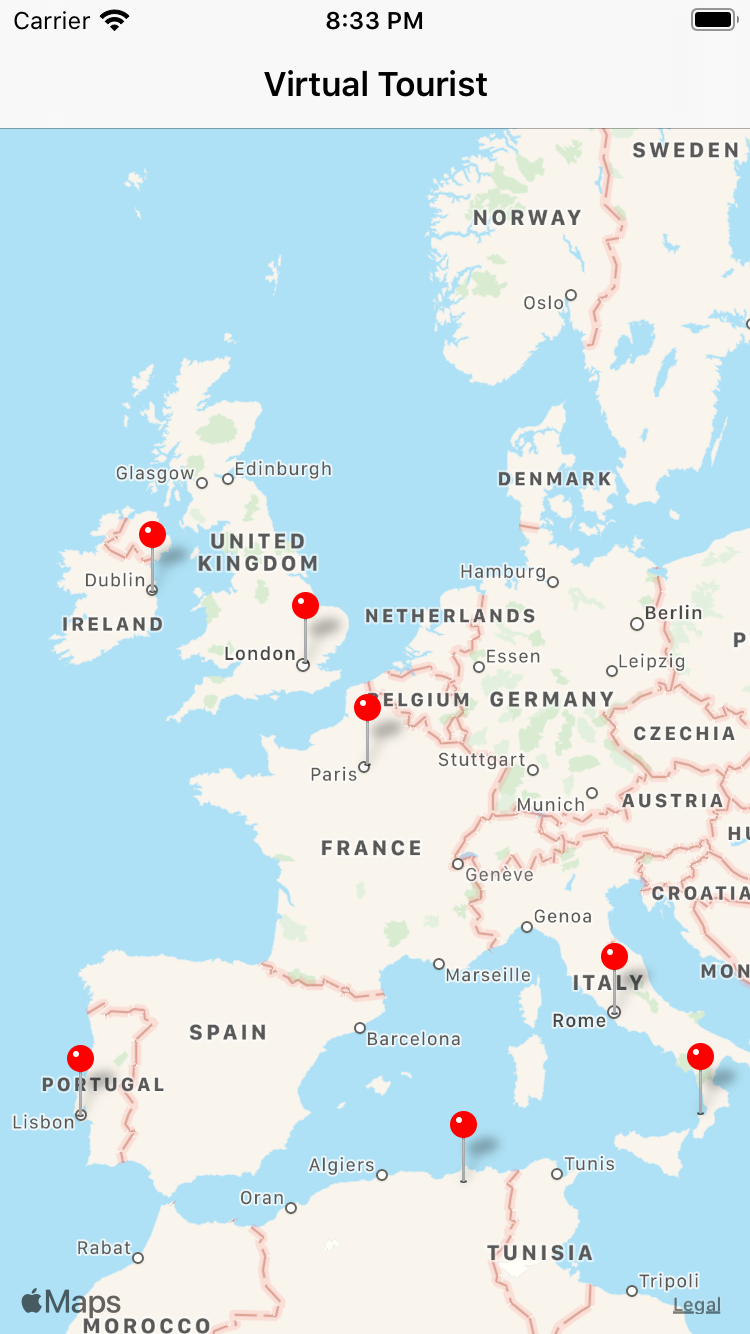 Carrier
8:33 PM
Virtual Tourist
SWEDEN
NORWAY
Oslo
Glasgow
Edinburgh
DENMARK
UNITED
KINGDOM
Hamburg
Dublin
IRELAND
NETHERLANDS
Berlin
P
London
Essen
Leipzig
BELGIUM
GERMANY
CZECHIA
Paris
Stuttgart
Munich
AUSTRIA
HU
FRANCE
Genève
CROATIA
Genoa
Marseille
ITALY
MON
Rome
SPAIN
Barcelona
PORTUGAL
Lisbon
Algiers
Tunis
Oran
Rabat
TUNISIA
Tripoli
Maps
Legal
MOROCCO